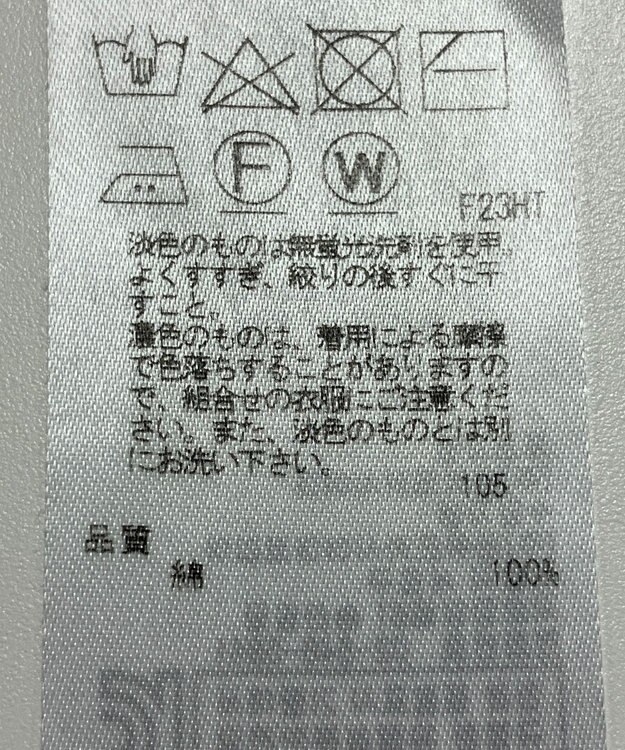 F
W
F23HT
淡色のものは無蛍光洗剤を使用。
よくすすぎ、絞りの後すぐに干
すこと。
濃色のものは、着用による摩擦
で色落ちすることがありますの
で、組合せの衣服にご注意くだ
さい。また、淡色のものとは別
にお洗い下さい。
105
品質
綿 100%